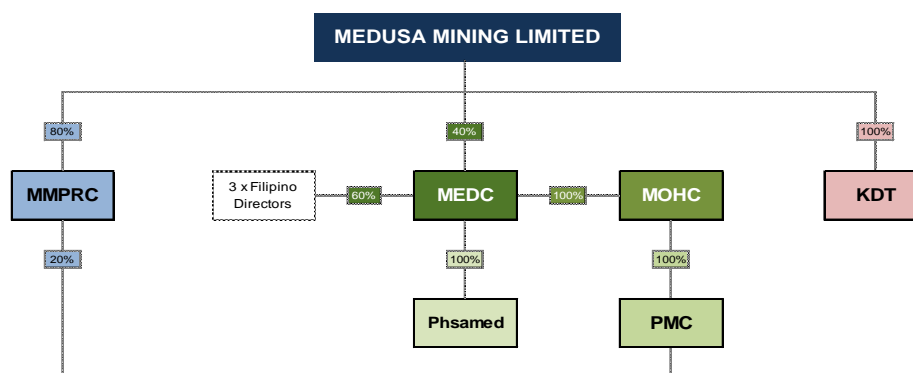 MEDUSA MINING LIMITED
80%
40%
100%
MMPRC
3 x Filipino
Directors
60%
MEDC
100%
MOHC
KDT
20%
100%
100%
Phsamed
PMC